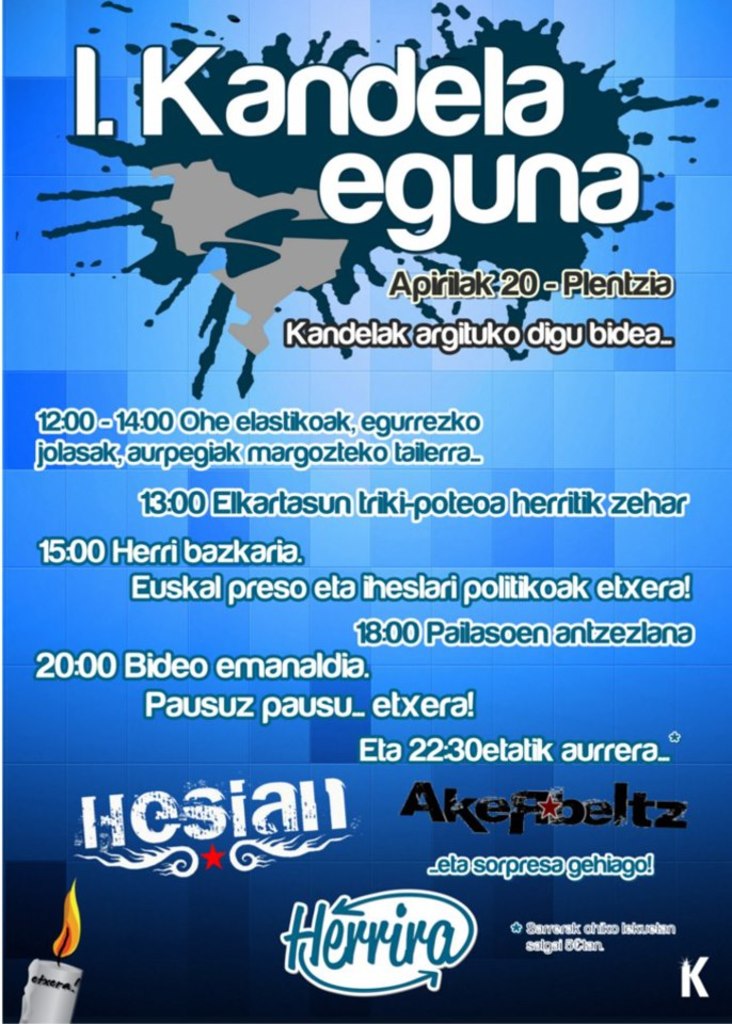 I. Kandela
eguna
Apirilak 20 - Plentzia
Kandelak argituko digu bidea...
12:00 - 14:00 Ohe elastikoak, egurrezko
jolasak, aurpegiak margozteko tailerra...
13:00 Elkartasun triki-poteoa herritik zehar
15:00 Herri bazkaria.
Euskal preso eta iheslari politikoak etxera!
18:00 Pailasoen antzezlana
20:00 Bideo emanaldia.
Pausuz pausu... etxera!
Eta 22:30etatik aurrera...*
Hesian
Akerbeltz
...eta sorpresa gehiago!
Herrira
* Sarrerak ohiko lekuetan
salgai 8€tan.
etxera!
K